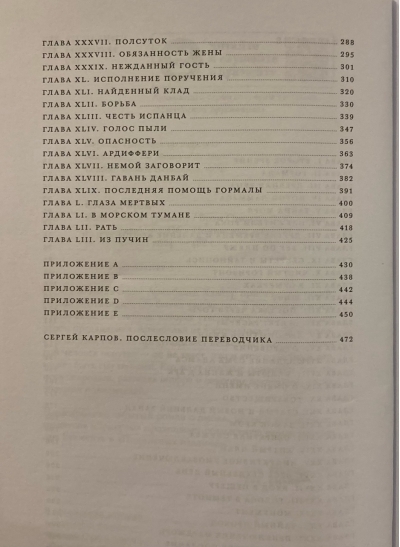 ГЛАВА XXXVII. ПОЛСУТОК 288
ГЛАВА XXXVIII. ОБЯЗАННОСТЬ ЖЕНЫ 295
ГЛАВА XXXIX. НЕЖДАННЫЙ ГОСТЬ 301
ГЛАВА XL. ИСПОЛНЕНИЕ ПОРУЧЕНИЯ 310
ГЛАВА XLI. НАЙДЕННЫЙ КЛАД 320
ГЛАВА XLII. БОРЬБА 330
ГЛАВА XLIII. ЧЕСТЬ ИСПАНЦА 339
ГЛАВА XLIV. ГОЛОС ПЫЛИ 347
ГЛАВА XLV. ОПАСНОСТЬ 356
ГЛАВА XLVI. АРДИФФЕРИ 363
ГЛАВА XLVII. НЕМОЙ ЗАГОВОРИТ 374
ГЛАВА XLVIII. ГАВАНЬ ДАНБАЙ 382
ГЛАВА XLIX. ПОСЛЕДНЯЯ ПОМОЩЬ ГОРМАЛЫ 391
ГЛАВА L. ГЛАЗА МЕРТВЫХ 400
ГЛАВА LI. В МОРСКОМ ТУМАНЕ 409
ГЛАВА LII. РАТЬ 418
ГЛАВА LIII. ИЗ ПУЧИН 425
ПРИЛОЖЕНИЕ A 430
ПРИЛОЖЕНИЕ B 438
ПРИЛОЖЕНИЕ C 442
ПРИЛОЖЕНИЕ D 444
ПРИЛОЖЕНИЕ E 450
СЕРГЕЙ КАРПОВ. ПОСЛЕСЛОВИЕ ПЕРЕВОДЧИКА 472